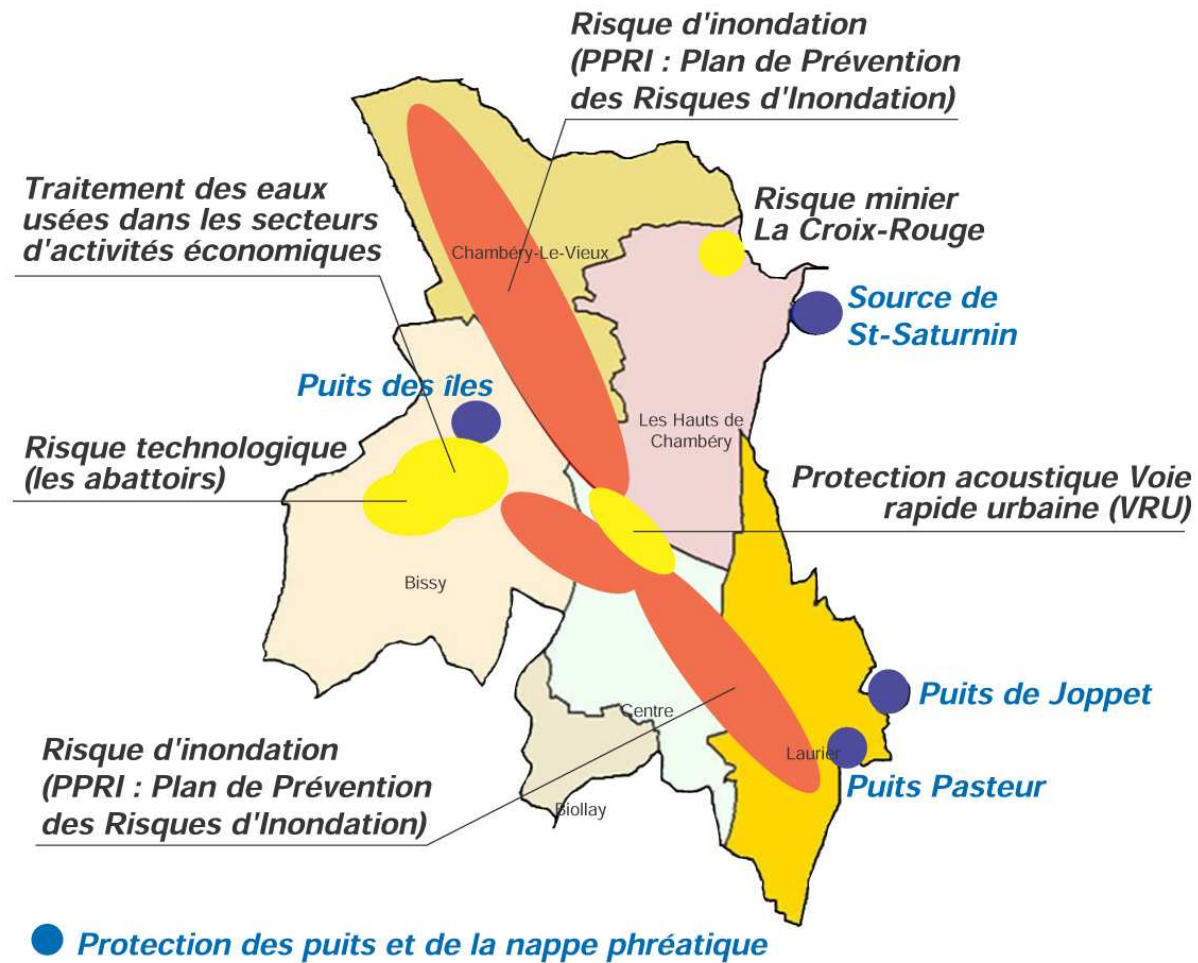 Risque d'inondation
(PPRI : Plan de Prévention
des Risques d'Inondation)
Traitement des eaux
usées dans les secteurs
d'activités économiques
Risque minier
La Croix-Rouge
Chambéry-Le-Vieux
Source de
St-Saturnin
Puits des îles
Les Hauts de
Chambéry
Risque technologique
(les abattoirs)
Protection acoustique Voie
rapide urbaine (VRU)
Bissy
Puits de Joppet
Centre
Laurier
Risque d'inondation
(PPRI : Plan de Prévention
des Risques d'Inondation)
Puits Pasteur
Biollay
Protection des puits et de la nappe phréatique